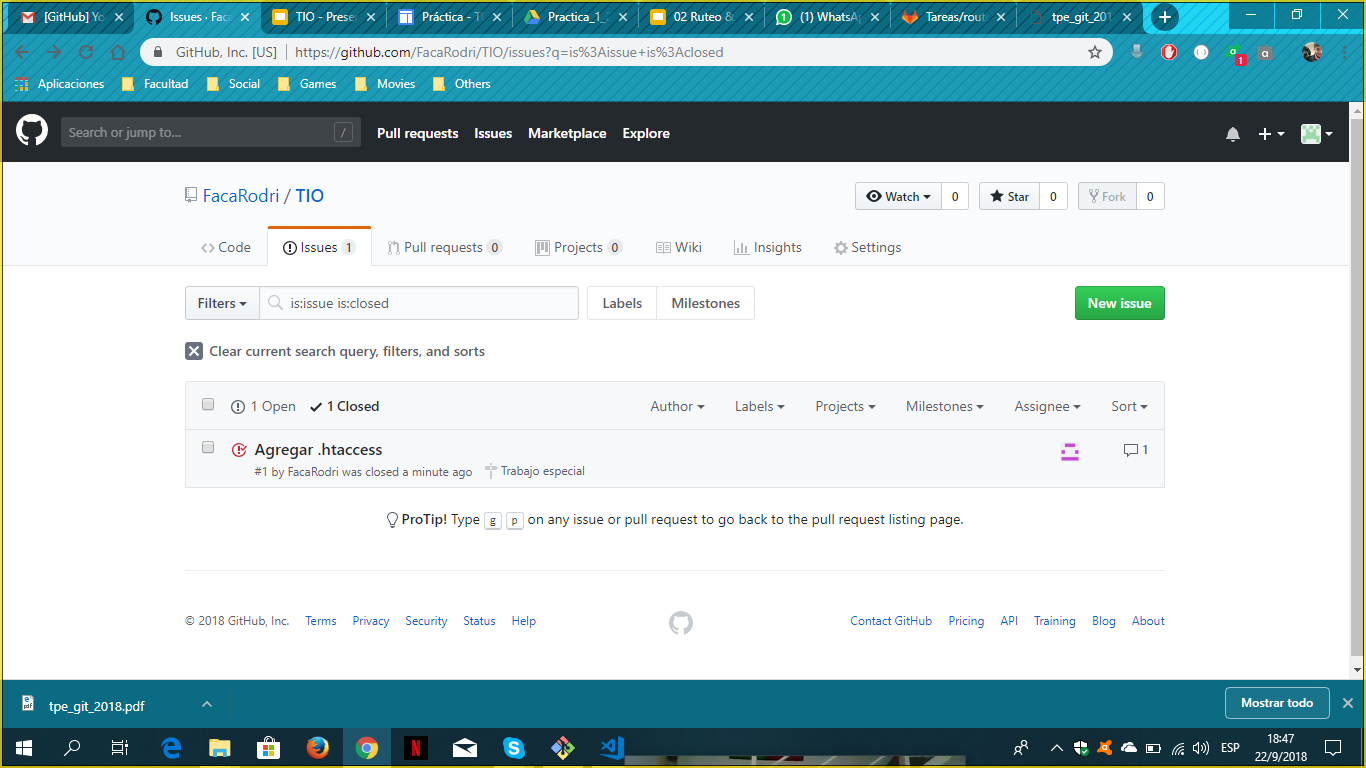 [GitHub] Yo
Issues · Faca
TIO - Prese
Práctica - T
Practica_1_
02 Ruteo &
(1) WhatsA
Tareas/rout
tpe_git_201
GitHub, Inc. [US] | https://github.com/FacaRodri/TIO/issues?q=is%3Aissue+is%3Aclosed
1
a
Aplicaciones Facultad Social Games Movies Others
Search or jump to... / Pull requests Issues Marketplace Explore
FacaRodri / TIO
Watch 0 Star 0 Fork 0
Code Issues 1 Pull requests 0 Projects 0 Wiki Insights Settings
Filters is:issue is:closed Labels Milestones New issue
Clear current search query, filters, and sorts
1 Open 1 Closed Author Labels Projects Milestones Assignee Sort
Agregar .htaccess 1
#1 by FacaRodri was closed a minute ago Trabajo especial
ProTip! Type g p on any issue or pull request to go back to the pull request listing page.
© 2018 GitHub, Inc. Terms Privacy Security Status Help Contact GitHub Pricing API Training Blog About
tpe_git_2018.pdf Mostrar todo
ESP 18:47
22/9/2018